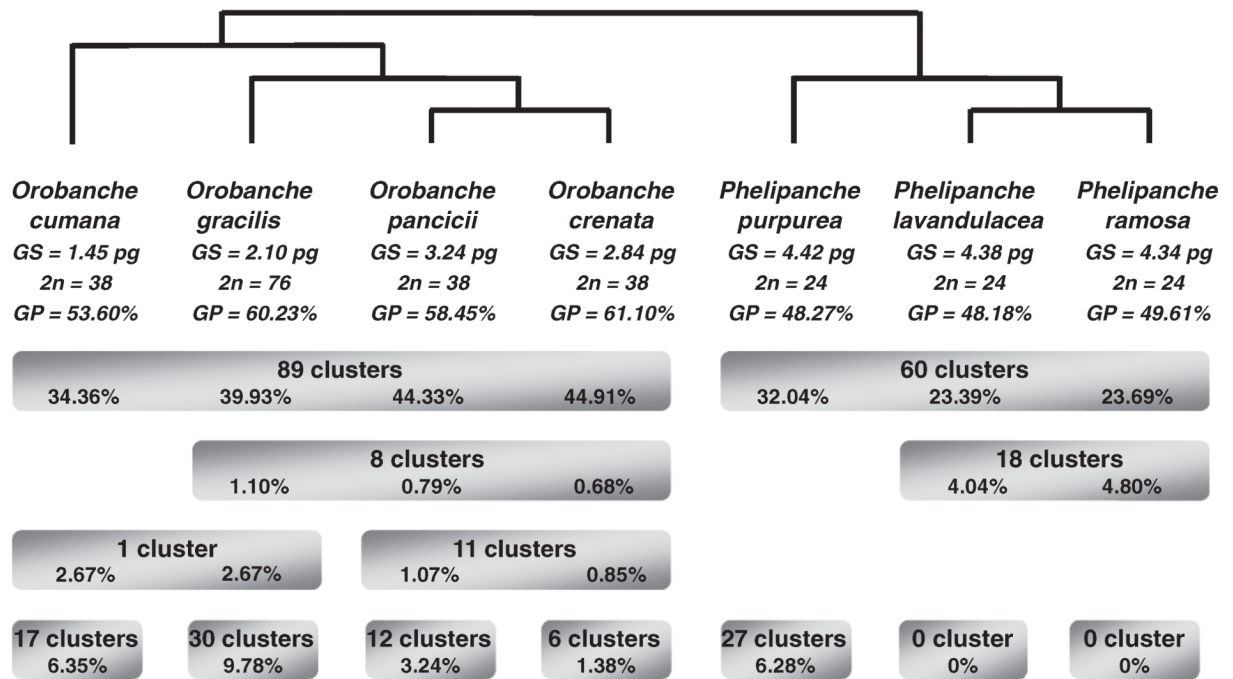 Orobanche cumana
GS = 1.45 pg
2n = 38
GP = 53.60%
Orobanche gracilis
GS = 2.10 pg
2n = 76
GP = 60.23%
Orobanche pancicii
GS = 3.24 pg
2n = 38
GP = 58.45%
Orobanche crenata
GS = 2.84 pg
2n = 38
GP = 61.10%
Phelipanche purpurea
GS = 4.42 pg
2n = 24
GP = 48.27%
Phelipanche lavandulacea
GS = 4.38 pg
2n = 24
GP = 48.18%
Phelipanche ramosa
GS = 4.34 pg
2n = 24
GP = 49.61%
89 clusters
34.36% 39.93% 44.33% 44.91%
60 clusters
32.04% 23.39% 23.69%
8 clusters
1.10% 0.79% 0.68%
18 clusters
4.04% 4.80%
1 cluster
2.67% 2.67%
11 clusters
1.07% 0.85%
17 clusters
6.35%
30 clusters
9.78%
12 clusters
3.24%
6 clusters
1.38%
27 clusters
6.28%
0 cluster
0%
0 cluster
0%